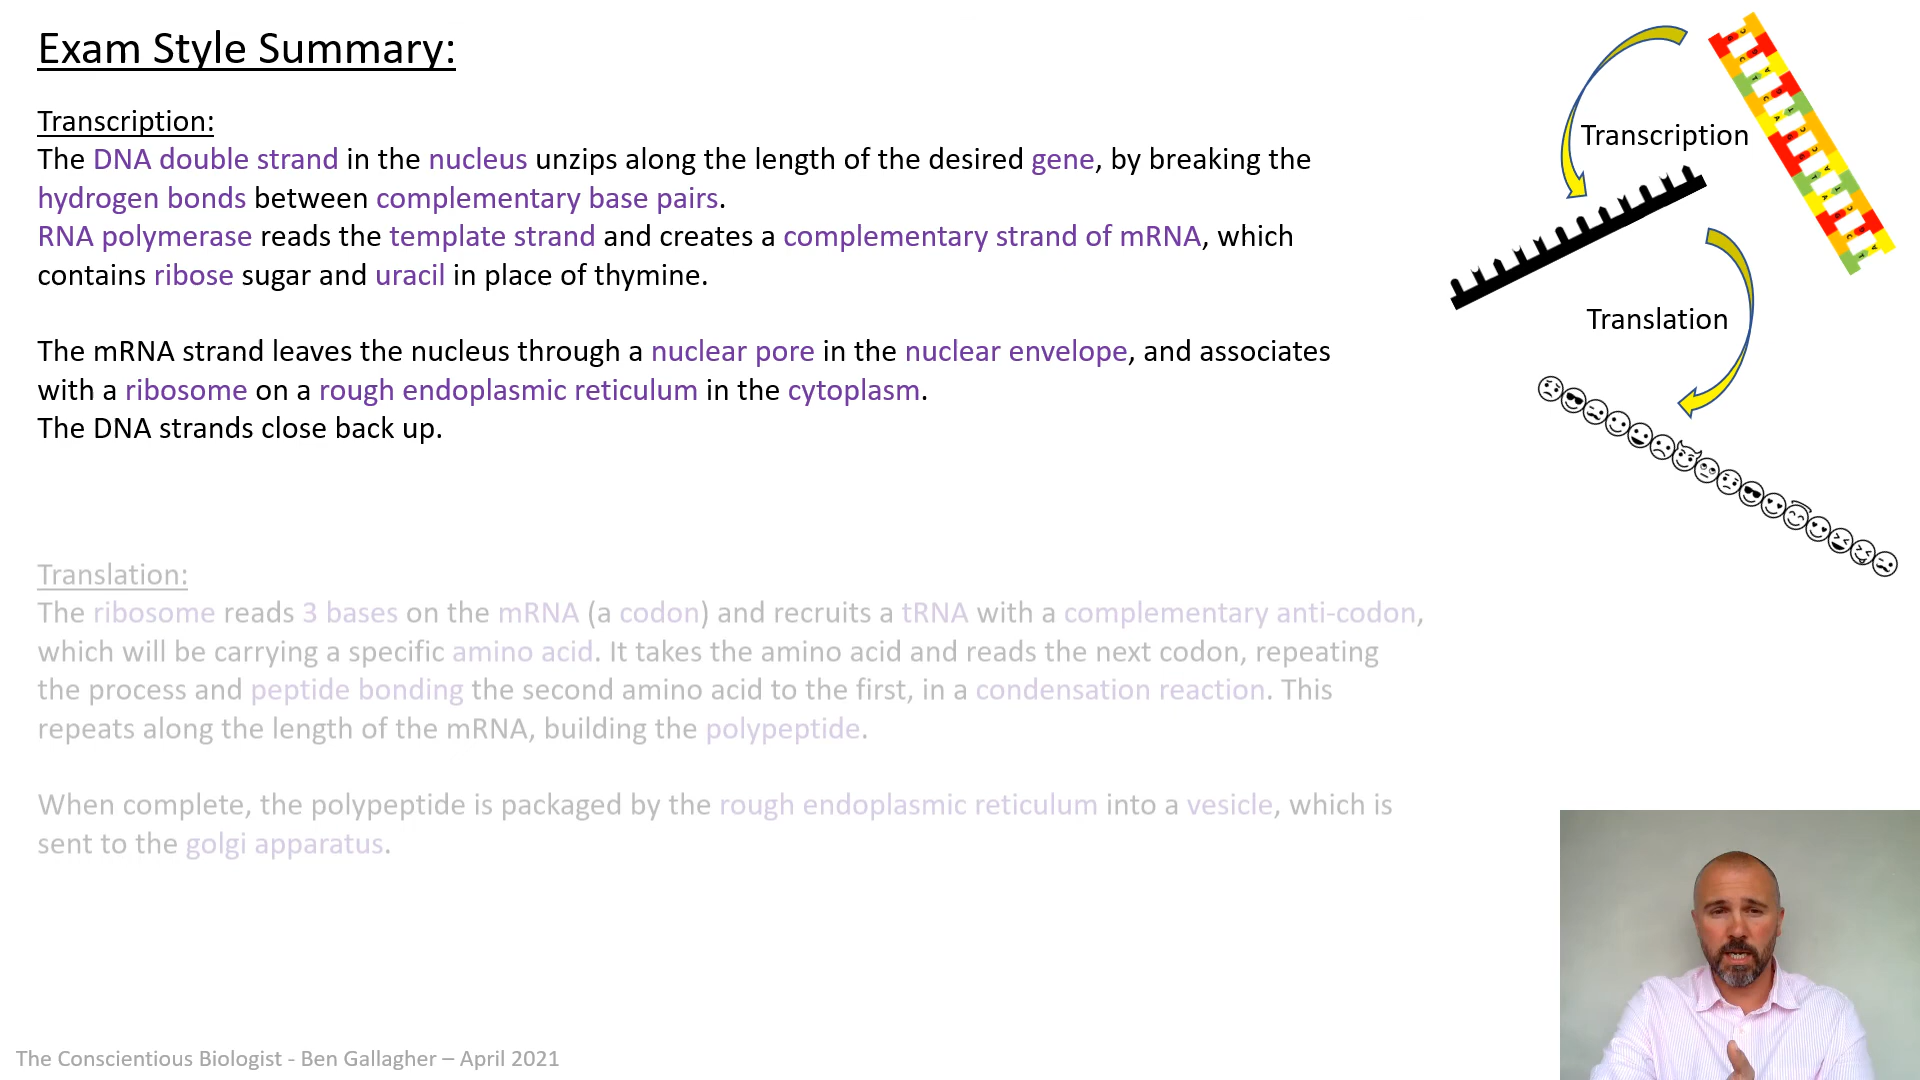 Exam Style Summary:
Transcription:
The DNA double strand in the nucleus unzips along the length of the desired gene, by breaking the
hydrogen bonds between complementary base pairs.
RNA polymerase reads the template strand and creates a complementary strand of mRNA, which
contains ribose sugar and uracil in place of thymine.
The mRNA strand leaves the nucleus through a nuclear pore in the nuclear envelope, and associates
with a ribosome on a rough endoplasmic reticulum in the cytoplasm.
The DNA strands close back up.
Translation:
The ribosome reads 3 bases on the mRNA (a codon) and recruits a tRNA with a complementary anti-codon,
which will be carrying a specific amino acid. It takes the amino acid and reads the next codon, repeating
the process and peptide bonding the second amino acid to the first, in a condensation reaction. This
repeats along the length of the mRNA, building the polypeptide.
When complete, the polypeptide is packaged by the rough endoplasmic reticulum into a vesicle, which is
sent to the golgi apparatus.
Transcription
Translation
The Conscientious Biologist - Ben Gallagher – April 2021